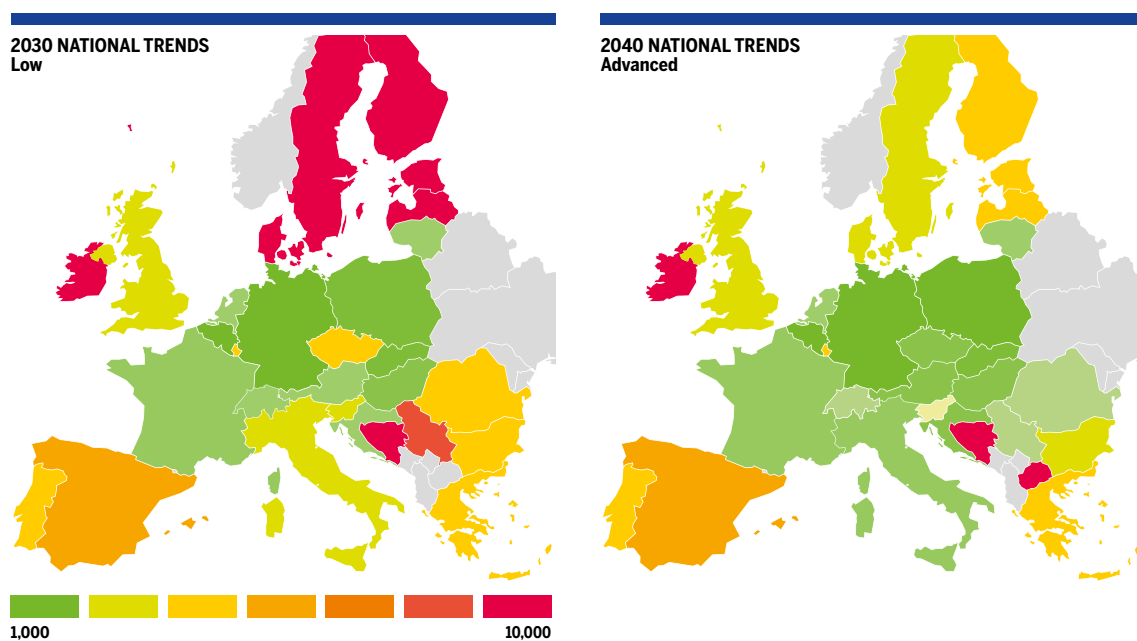 2030 NATIONAL TRENDS
Low
2040 NATIONAL TRENDS
Advanced
1,000
10,000